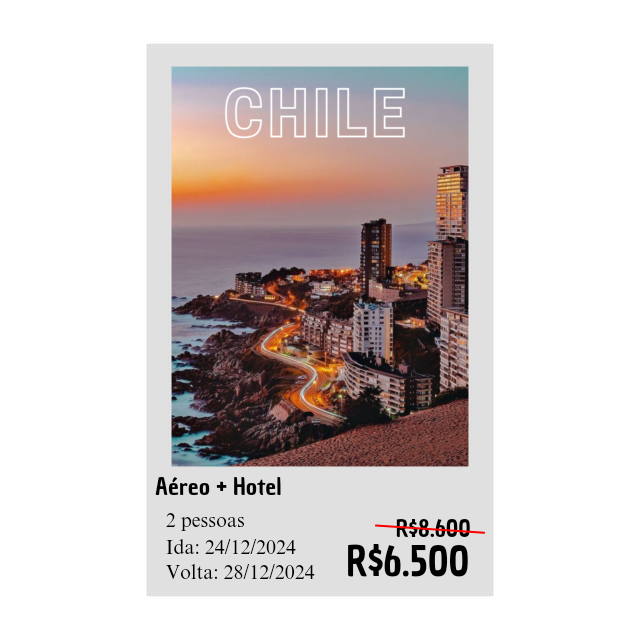 CHILE
Aéreo + Hotel
2 pessoas
Ida: 24/12/2024
Volta: 28/12/2024
R$8.600
R$6.500